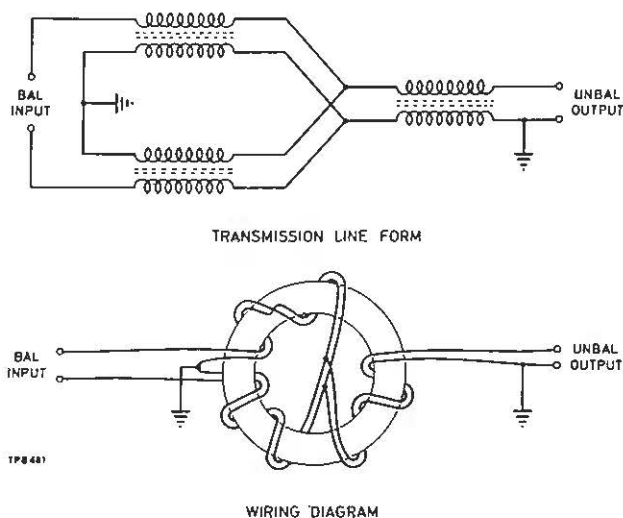 BAL
INPUT
UNBAL
OUTPUT
TRANSMISSION LINE FORM
BAL
INPUT
UNBAL
OUTPUT
TP8481
WIRING DIAGRAM